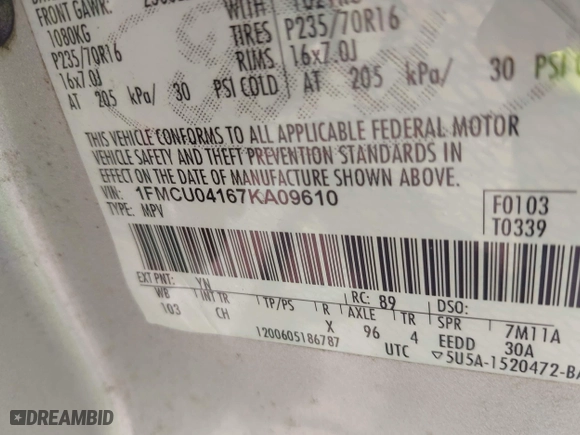 FRONT GAWR:
1080KG WITH
P235/70R16 TIRES P235/70R16
16x7.0J RIMS 16x7.0J
AT 205 kPa/ 30 PSI COLD AT 205 kPa/ 30 PSI CO
THIS VEHICLE CONFORMS TO ALL APPLICABLE FEDERAL MOTOR
VEHICLE SAFETY AND THEFT PREVENTION STANDARDS IN
EFFECT ON THE DATE OF MANUFACTURE SHOWN ABOVE.
VIN: 1FMCU04167KA09610 F0103
TYPE: MPV T0339
EXT PNT: YN RC: 89 DSO:
WB INT TR TP/PS R AXLE TR SPR 7M11A
103 CH X 96 4 EEDD 30A
1200605186787 UTC ▽5U5A-1520472-BA
DREAMBID